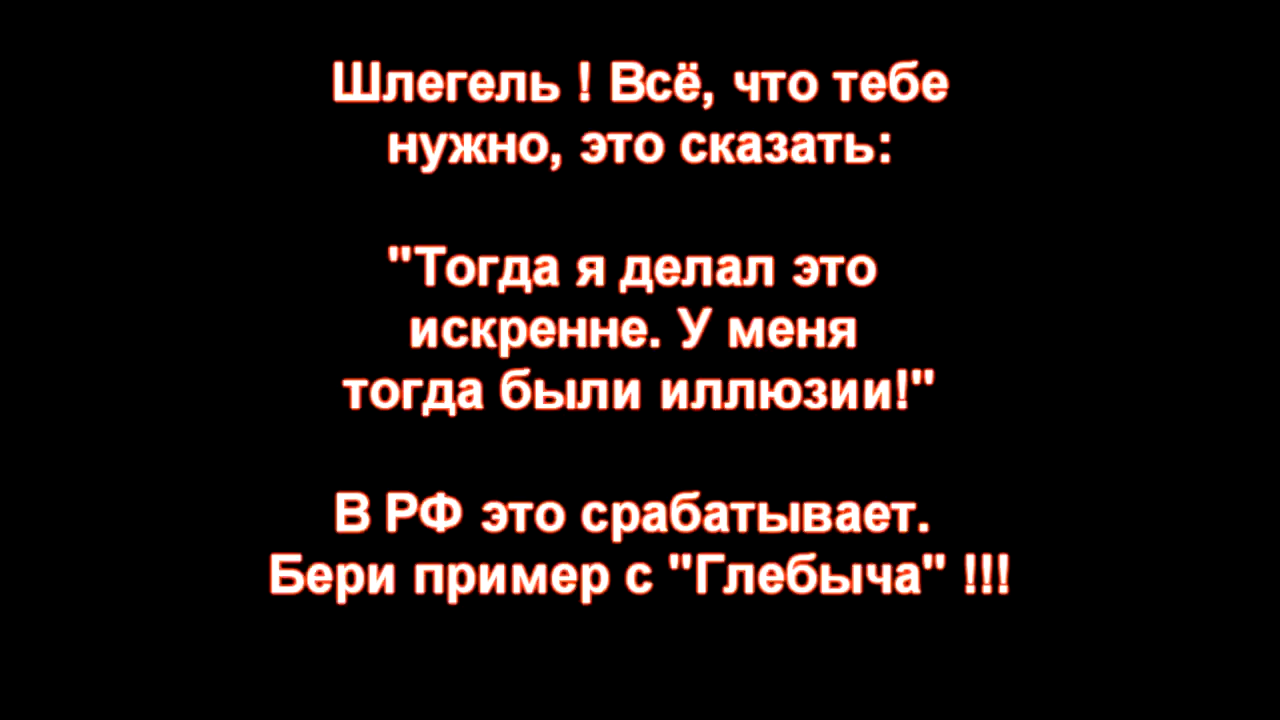 Шлегель ! Всё, что тебе
нужно, это сказать:
"Тогда я делал это
искренне. У меня
тогда были иллюзии!"
В РФ это срабатывает.
Бери пример с "Глебыча" !!!